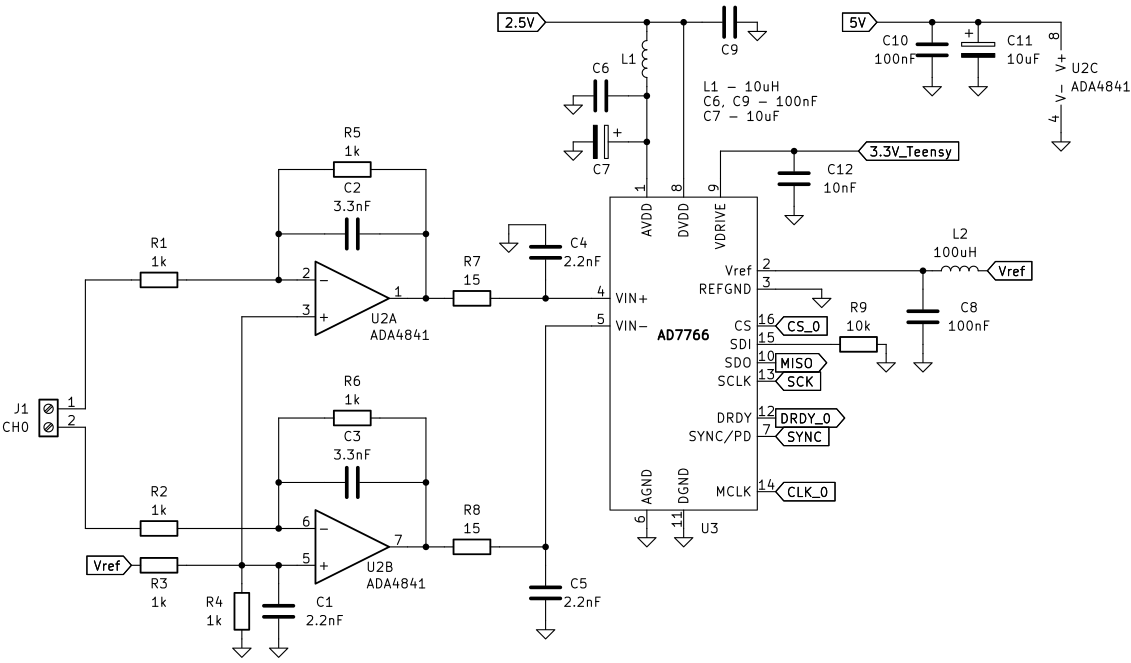 2.5V
C9
5V
C10
100nF
C11
10uF
+
8
V+
V-
4
U2C
ADA4841
L1
C6
+
C7
L1 – 10uH
C6, C9 – 100nF
C7 – 10uF
3.3V_Teensy
C12
10nF
R5
1k
C2
3.3nF
R1
1k
2
3
–
+
1
U2A
ADA4841
R7
15
C4
2.2nF
1
8
9
AVDD
DVDD
VDRIVE
4
VIN+
5
VIN–
AD7766
Vref
2
REFGND
3
CS
16
CS_0
SDI
15
SDO
10
MISO
SCLK
13
SCK
DRDY
12
DRDY_0
SYNC/PD
7
SYNC
MCLK
14
CLK_0
AGND
DGND
6
11
U3
L2
100uH
Vref
C8
100nF
R9
10k
J1
CH0
1
2
R6
1k
C3
3.3nF
R2
1k
6
5
–
+
7
U2B
ADA4841
R8
15
C5
2.2nF
Vref
R3
1k
R4
1k
C1
2.2nF